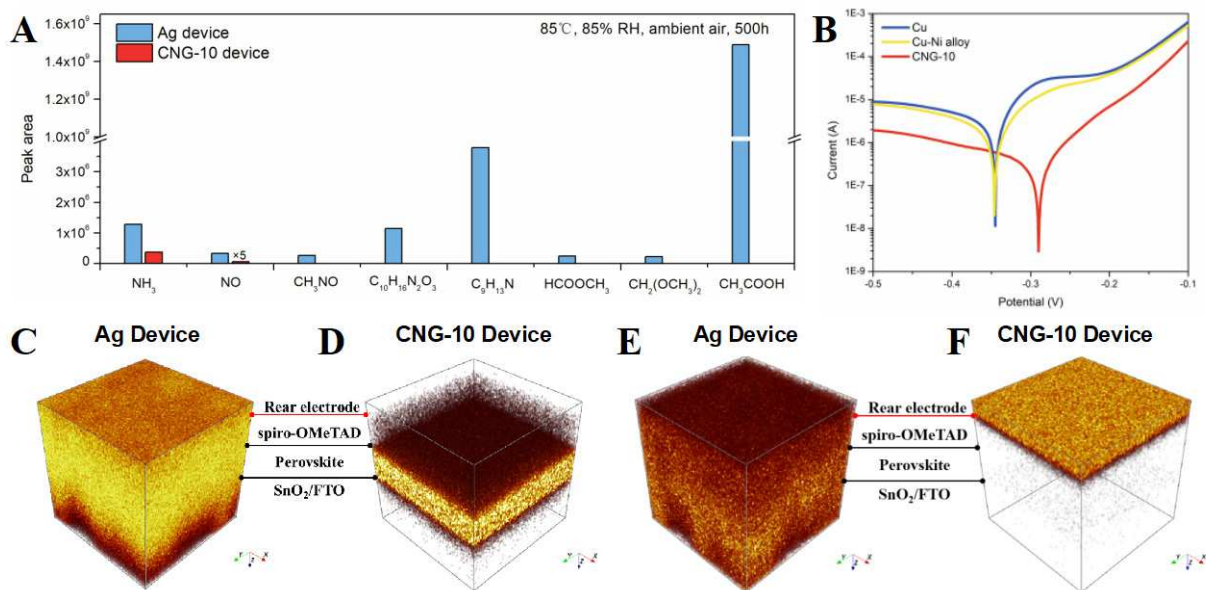 A
Ag device
CNG-10 device
85℃, 85% RH, ambient air, 500h
Peak area
1.6x10⁹
1.4x10⁹
1.2x10⁹
1.0x10⁹
3x10⁶
2x10⁶
1x10⁶
0
×5
NH₃
NO
CH₃NO
C₁₀H₁₆N₂O₃
C₉H₁₃N
HCOOCH₃
CH₂(OCH₃)₂
CH₃COOH
B
Cu
Cu-Ni alloy
CNG-10
Current (A)
1E-3
1E-4
1E-5
1E-6
1E-7
1E-8
1E-9
-0.5
-0.4
-0.3
-0.2
-0.1
Potential (V)
C
Ag Device
D
CNG-10 Device
E
Ag Device
F
CNG-10 Device
Rear electrode
spiro-OMeTAD
Perovskite
SnO₂/FTO
Rear electrode
spiro-OMeTAD
Perovskite
SnO₂/FTO